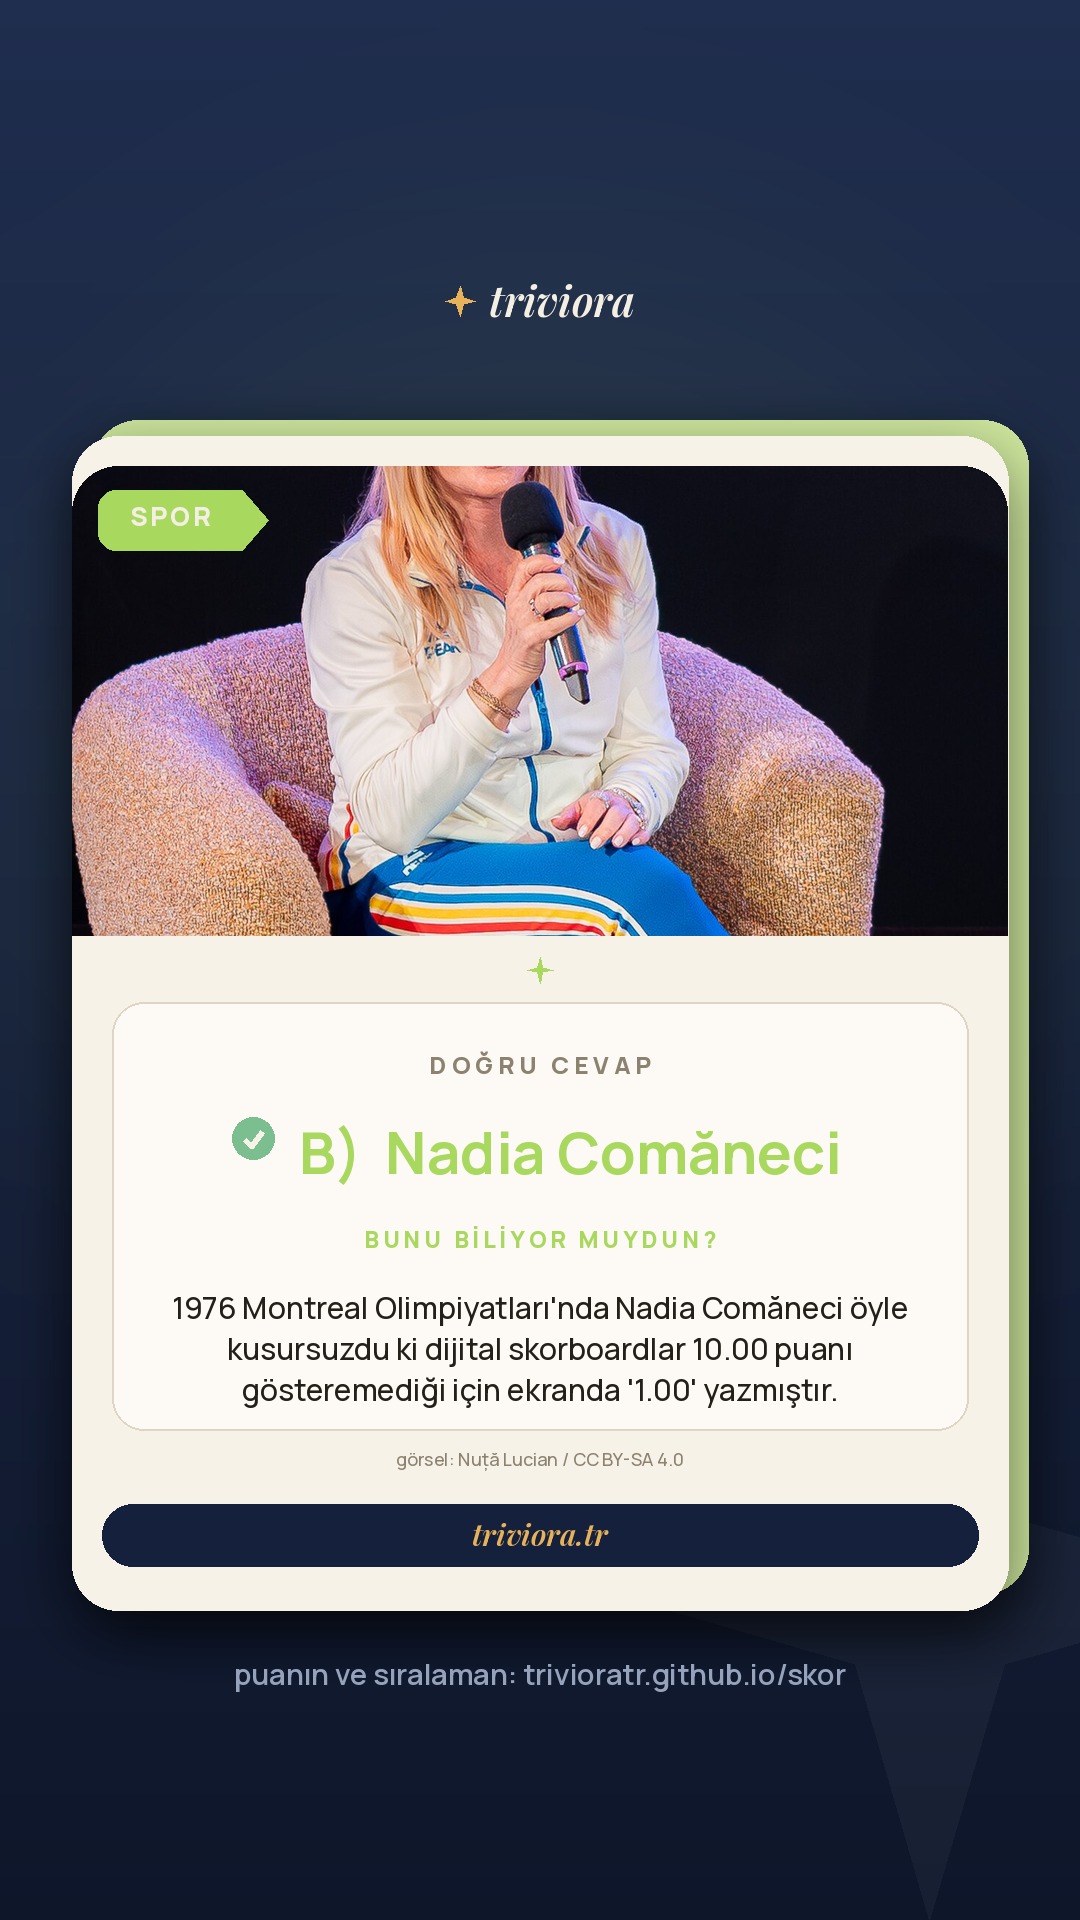 triviora
SPOR
DOĞRU CEVAP
B) Nadia Comăneci
BUNU BİLİYOR MUYDUN?
1976 Montreal Olimpiyatları'nda Nadia Comăneci öyle
kusursuzdu ki dijital skorboardlar 10.00 puanı
gösteremediği için ekranda '1.00' yazmıştır.
görsel: Nuță Lucian / CC BY-SA 4.0
triviora.tr
puanın ve sıralaman: trivioratr.github.io/skor